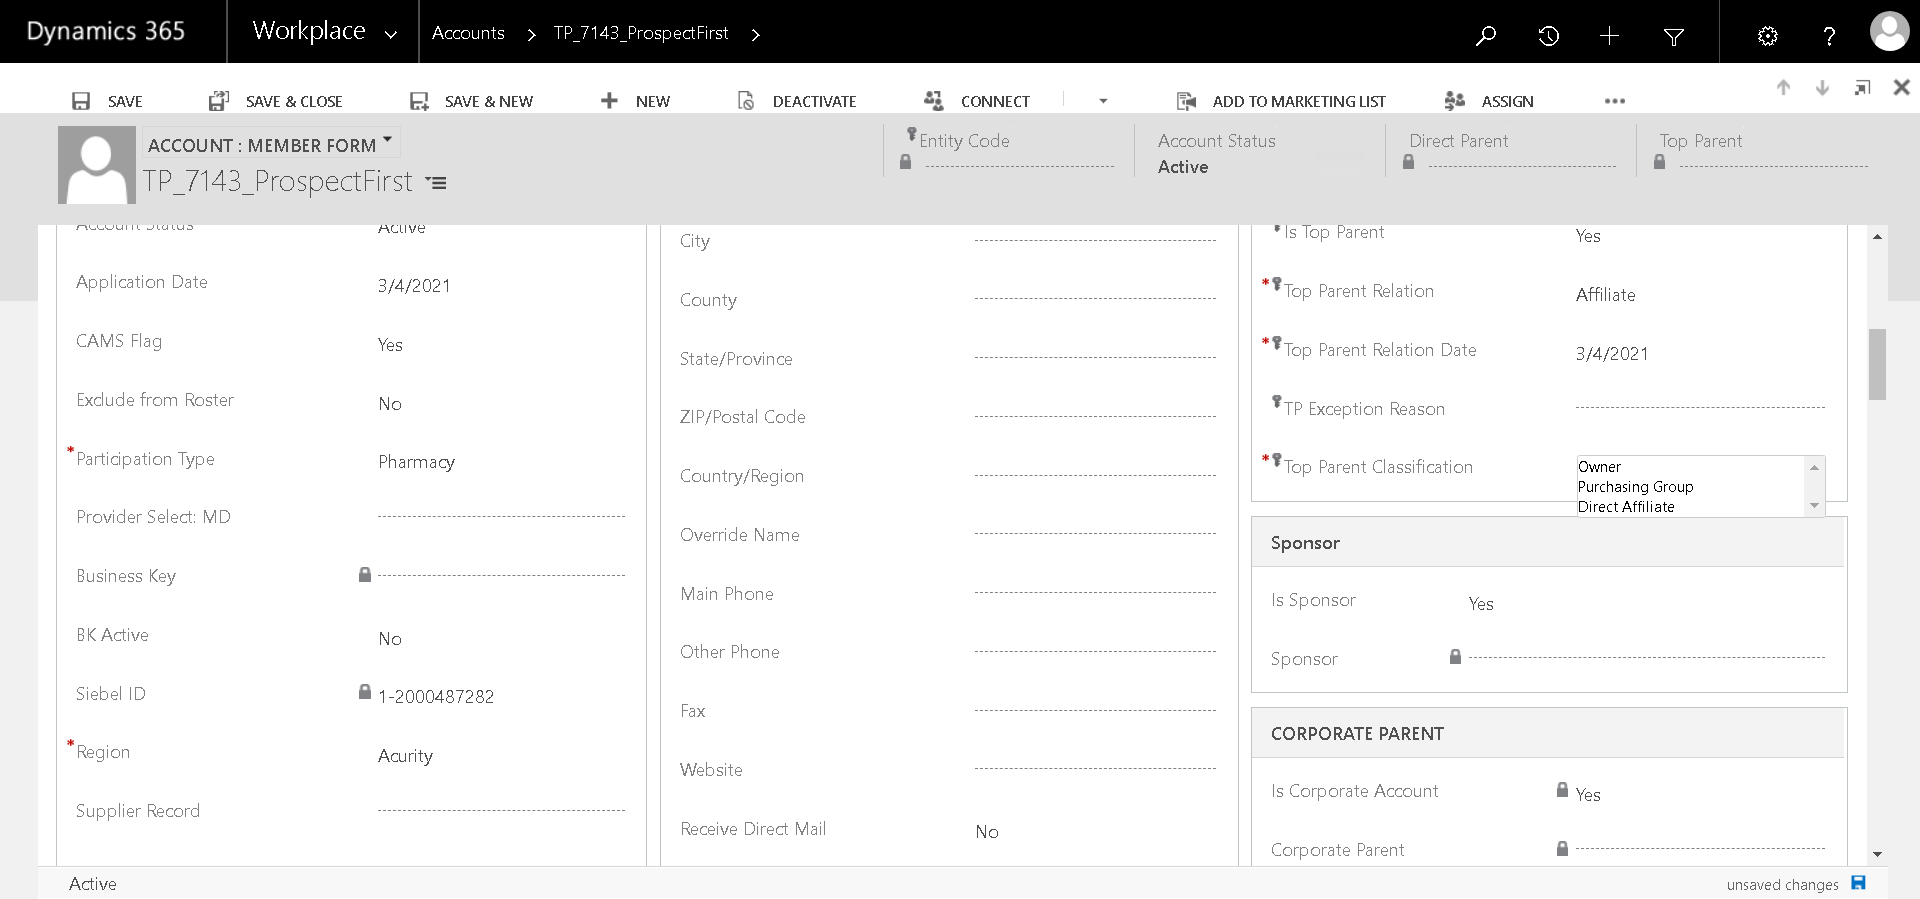 Dynamics 365
Workplace
Accounts
TP_7143_ProspectFirst
SAVE
SAVE & CLOSE
SAVE & NEW
NEW
DEACTIVATE
CONNECT
ADD TO MARKETING LIST
ASSIGN
ACCOUNT : MEMBER FORM
TP_7143_ProspectFirst
Entity Code
Account Status
Active
Direct Parent
Top Parent
Account Status Active
Application Date 3/4/2021
CAMS Flag Yes
Exclude from Roster No
*Participation Type Pharmacy
Provider Select: MD
Business Key
BK Active No
Siebel ID 1-2000487282
*Region Acurity
Supplier Record
City
County
State/Province
ZIP/Postal Code
Country/Region
Override Name
Main Phone
Other Phone
Fax
Website
Receive Direct Mail No
Is Top Parent Yes
*Top Parent Relation Affiliate
*Top Parent Relation Date 3/4/2021
TP Exception Reason
*Top Parent Classification Owner
Purchasing Group
Direct Affiliate
Sponsor
Is Sponsor Yes
Sponsor
CORPORATE PARENT
Is Corporate Account Yes
Corporate Parent
Active
unsaved changes